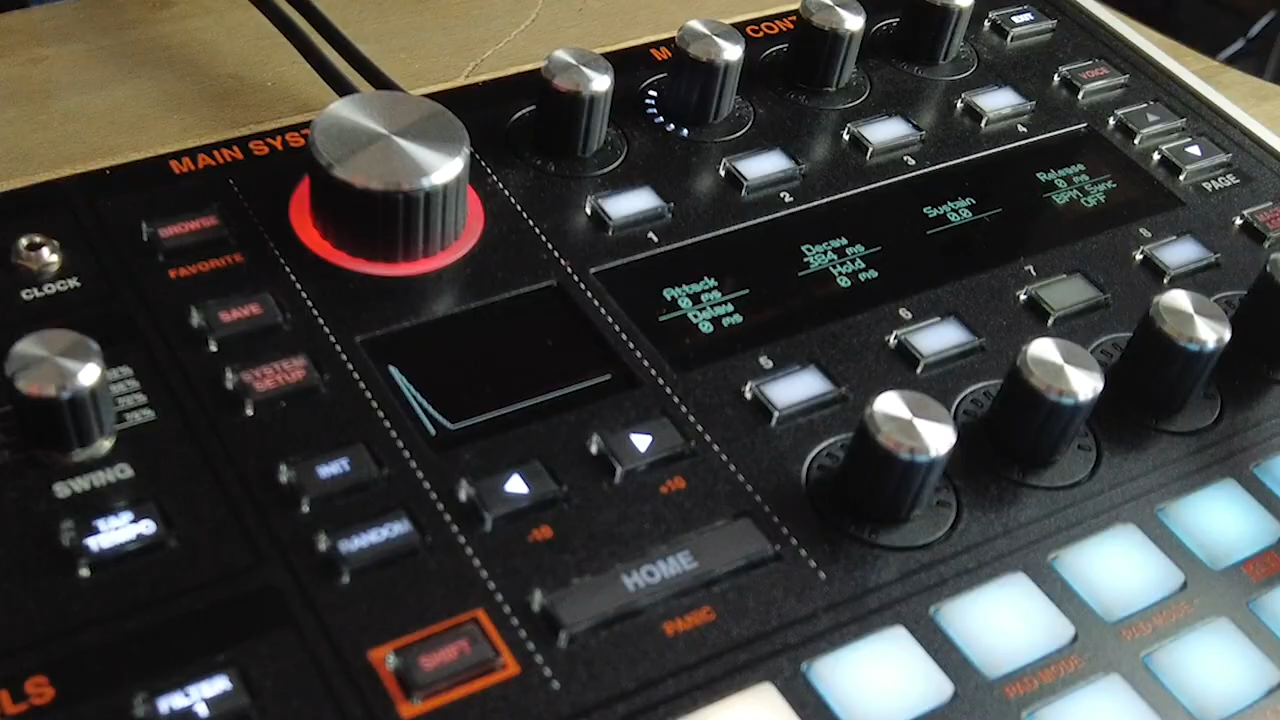 MAIN SYST
M
CONT
EXIT
VOICE
PAGE
1
2
3
4
CLOCK
BROWSE
FAVORITE
SAVE
SYSTEM
SETUP
INIT
RANDOM
SWING
TAP
TEMPO
Attack
0 ms
Delay
0 ms
Decay
384 ms
Hold
0 ms
Sustain
0.0
Release
0 ms
BPM Sync
OFF
5
6
7
8
-10
+10
HOME
PANIC
SHIFT
LS
FILTER
1
PAD MODE
PAD MODE